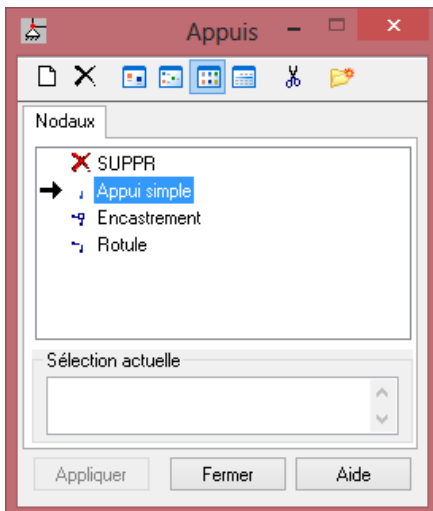 Appuis
Nodaux
SUPPR
Appui simple
Encastrement
Rotule
Sélection actuelle
Appliquer Fermer Aide